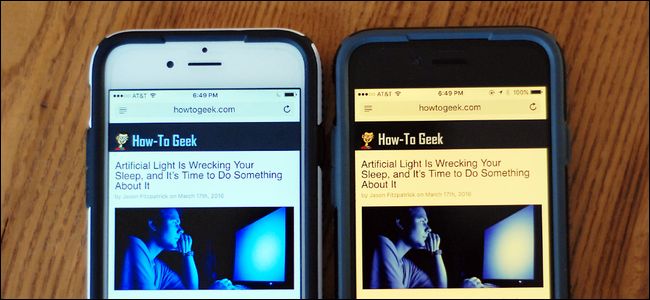 ●●●○○ AT&T 6:49 PM
howtogeek.com
How-To Geek
Artificial Light Is Wrecking Your
Sleep, and It's Time to Do Something
About It
by Jason Fitzpatrick on March 17th, 2016
●●●○○ AT&T 6:49 PM 100%
howtogeek.com
How-To Geek
Artificial Light Is Wrecking Your
Sleep, and It's Time to Do Something
About It
by Jason Fitzpatrick on March 17th, 2016